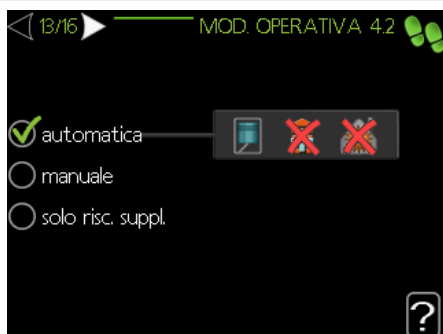 13/16
MOD. OPERATIVA 4.2
automatica
manuale
solo risc. suppl.
?